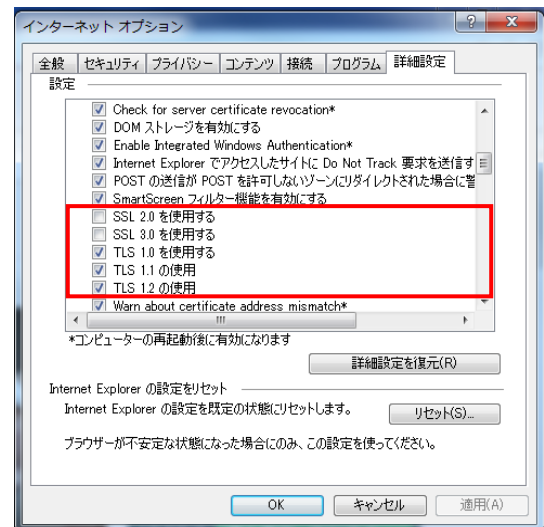 インターネット オプション
全般 セキュリティ プライバシー コンテンツ 接続 プログラム 詳細設定
設定
Check for server certificate revocation*
DOM ストレージを有効にする
Enable Integrated Windows Authentication*
Internet Explorer でアクセスしたサイトに Do Not Track 要求を送信す
POST の送信が POST を許可しないゾーンにリダイレクトされた場合に警
SmartScreen フィルター機能を有効にする
SSL 2.0 を使用する
SSL 3.0 を使用する
TLS 1.0 を使用する
TLS 1.1 の使用
TLS 1.2 の使用
Warn about certificate address mismatch*
*コンピューターの再起動後に有効になります
詳細設定を復元(R)
Internet Explorer の設定をリセット
Internet Explorer の設定を既定の状態にリセットします。
リセット(S)...
ブラウザーが不安定な状態になった場合にのみ、この設定を使ってください。
OK キャンセル 適用(A)